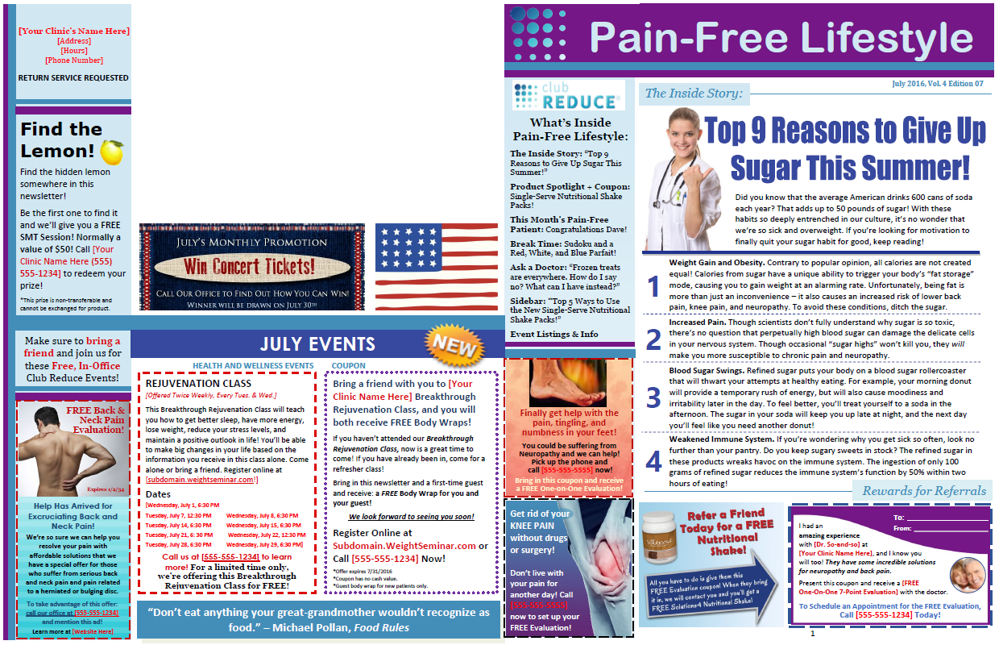 [Your Clinic's Name Here]
[Address]
[Hours]
[Phone Number]
RETURN SERVICE REQUESTED
Find the
Lemon!
Find the hidden lemon
somewhere in this
newsletter!
Be the first one to find it
and we'll give you a FREE
SMT Session! Normally a
value of $50! Call [Your
Clinic Name Here (555)
555-1234] to redeem your
prize!
*This prize is non-transferable and
cannot be exchanged for product.
JULY'S MONTHLY PROMOTION
Win Concert Tickets!
CALL OUR OFFICE TO FIND OUT HOW YOU CAN WIN!
WINNER WILL BE DRAWN ON JULY 30TH
Make sure to bring a
friend and join us for
these Free, In-Office
Club Reduce Events!
FREE Back &
Neck Pain
Evaluation!
Expires 1/2/34
Help Has Arrived for
Excruciating Back and
Neck Pain!
We're so sure we can help you
resolve your pain with
affordable solutions that we
have a special offer for those
who suffer from serious back
and neck pain and pain related
to a herniated or bulging disc.
To take advantage of this offer:
call our office at [555-555-1234]
and mention this ad!
Learn more at [Website Here]
JULY EVENTS
NEW
HEALTH AND WELLNESS EVENTS
COUPON
REJUVENATION CLASS
[Offered Twice Weekly, Every Tues. & Wed.]
This Breakthrough Rejuvenation Class will teach
you how to get better sleep, have more energy,
lose weight, reduce your stress levels, and
maintain a positive outlook in life! You'll be able
to make big changes in your life based on the
information you receive in this class alone. Come
alone or bring a friend. Register online at
[subdomain.weightseminar.com!]
Dates
[Wednesday, July 1, 6:30 PM
Tuesday, July 7, 12:30 PM Wednesday, July 8, 6:30 PM
Tuesday, July 14, 6:30 PM Wednesday, July 15, 6:30 PM
Tuesday, July 21, 6:30 PM Wednesday, July 22, 12:30 PM
Tuesday, July 28, 6:30 PM Wednesday, July 29, 6:30 PM]
Call us at [555-555-1234] to learn
more! For a limited time only,
we're offering this Breakthrough
Rejuvenation Class for FREE!
Bring a friend with you to [Your
Clinic Name Here] Breakthrough
Rejuvenation Class, and you will
both receive FREE Body Wraps!
If you haven't attended our Breakthrough
Rejuvenation Class, now is a great time to
come! If you have already been in, come for a
refresher class!
Bring in this newsletter and a first-time guest
and receive: a FREE Body Wrap for you and
your guest!
We look forward to seeing you soon!
Register Online at
Subdomain.WeightSeminar.com or
Call [555-555-1234] Now!
*Offer expires 7/31/2016
*Coupon has no cash value.
*Guest body wrap for new patients only.
“Don't eat anything your great-grandmother wouldn't recognize as
food.” – Michael Pollan, Food Rules
Pain-Free Lifestyle
July 2016, Vol. 4 Edition 07
club
REDUCE
What's Inside
Pain-Free Lifestyle:
The Inside Story: “Top 9
Reasons to Give Up Sugar This
Summer!”
Product Spotlight + Coupon:
Single-Serve Nutritional Shake
Packs!
This Month's Pain-Free
Patient: Congratulations Dave!
Break Time: Sudoku and a
Red, White, and Blue Parfait!
Ask a Doctor: “Frozen treats
are everywhere. How do I say
no? What can I have instead?”
Sidebar: “Top 5 Ways to Use
the New Single-Serve Nutritional
Shake Packs!”
Event Listings & Info
Finally get help with the
pain, tingling, and
numbness in your feet!
You could be suffering from
Neuropathy and we can help!
Pick up the phone and
call [555-555-5555] now!
Bring in this coupon and receive
a FREE One-on-One Evaluation!
Get rid of your
KNEE PAIN
without drugs
or surgery!
Don't live with
your pain for
another day! Call
[555-555-5555]
now to set up your
FREE Evaluation!
The Inside Story:
Top 9 Reasons to Give Up
Sugar This Summer!
Did you know that the average American drinks 600 cans of soda
each year? That adds up to 50 pounds of sugar! With these
habits so deeply entrenched in our culture, it's no wonder that
we're so sick and overweight. If you're looking for motivation to
finally quit your sugar habit for good, keep reading!
1
Weight Gain and Obesity. Contrary to popular opinion, all calories are not created
equal! Calories from sugar have a unique ability to trigger your body's “fat storage”
mode, causing you to gain weight at an alarming rate. Unfortunately, being fat is
more than just an inconvenience – it also causes an increased risk of lower back
pain, knee pain, and neuropathy. To avoid these conditions, ditch the sugar.
2
Increased Pain. Though scientists don't fully understand why sugar is so toxic,
there's no question that perpetually high blood sugar can damage the delicate cells
in your nervous system. Though occasional “sugar highs” won't kill you, they will
make you more susceptible to chronic pain and neuropathy.
3
Blood Sugar Swings. Refined sugar puts your body on a blood sugar rollercoaster
that will thwart your attempts at healthy eating. For example, your morning donut
will provide a temporary rush of energy, but will also cause moodiness and
irritability later in the day. To feel better, you'll treat yourself to a soda in the
afternoon. The sugar in your soda will keep you up late at night, and the next day
you'll feel like you need another donut!
4
Weakened Immune System. If you're wondering why you get sick so often, look no
further than your pantry. Do you keep sugary sweets in stock? The refined sugar in
these products wreaks havoc on the immune system. The ingestion of only 100
grams of refined sugar reduces the immune system's function by 50% within two
hours of eating!
Rewards for Referrals
Refer a Friend
Today for a FREE
Nutritional
Shake!
All you have to do is give them this
FREE Evaluation coupon! When they bring
it in, we will contact you and you'll get a
FREE Solutions4 Nutritional Shake!
To:
From:
I had an
amazing experience
with [Dr. So-and-so] at
[Your Clinic Name Here], and I know you
will too! They have some incredible solutions
for neuropathy and back pain.
Present this coupon and receive a [FREE
One-On-One 7-Point Evaluation] with the doctor.
To Schedule an Appointment for the FREE Evaluation,
Call [555-555-1234] Today!
1